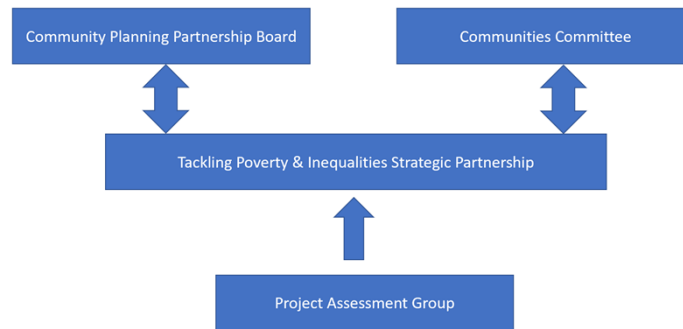 Community Planning Partnership Board
Communities Committee
Tackling Poverty & Inequalities Strategic Partnership
Project Assessment Group